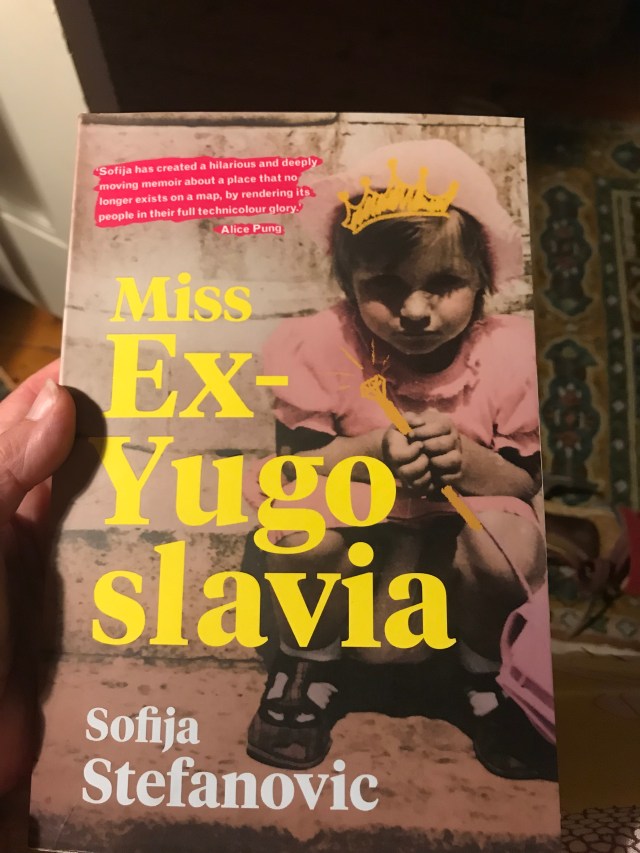 'Sofija has created a hilarious and deeply
moving memoir about a place that no
longer exists on a map, by rendering its
people in their full technicolour glory.'
Alice Pung
Miss
Ex-
Yugo
slavia
Sofija
Stefanovic